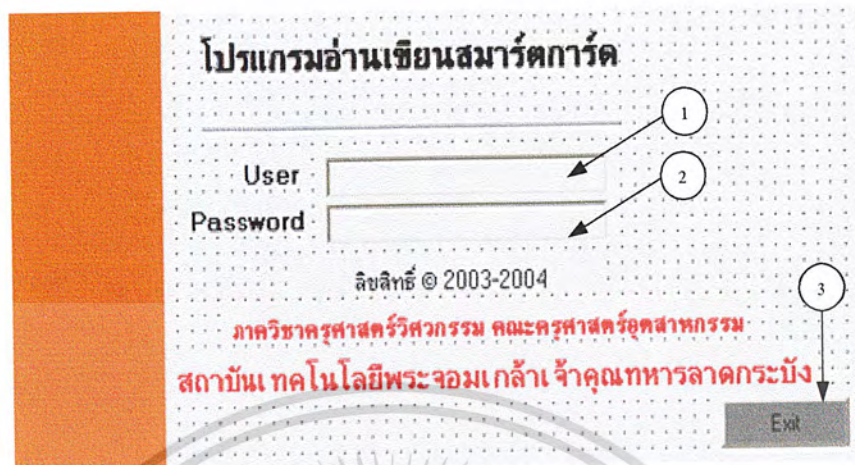 โปรแกรมอ่านเขียนสมาร์ตการ์ด
1
User
2
Password
ลิขสิทธิ์ © 2003-2004
3
ภาควิชาครุศาสตร์วิศวกรรม คณะครุศาสตร์อุตสาหกรรม
สถาบันเทคโนโลยีพระจอมเกล้าเจ้าคุณทหารลาดกระบัง
Exit